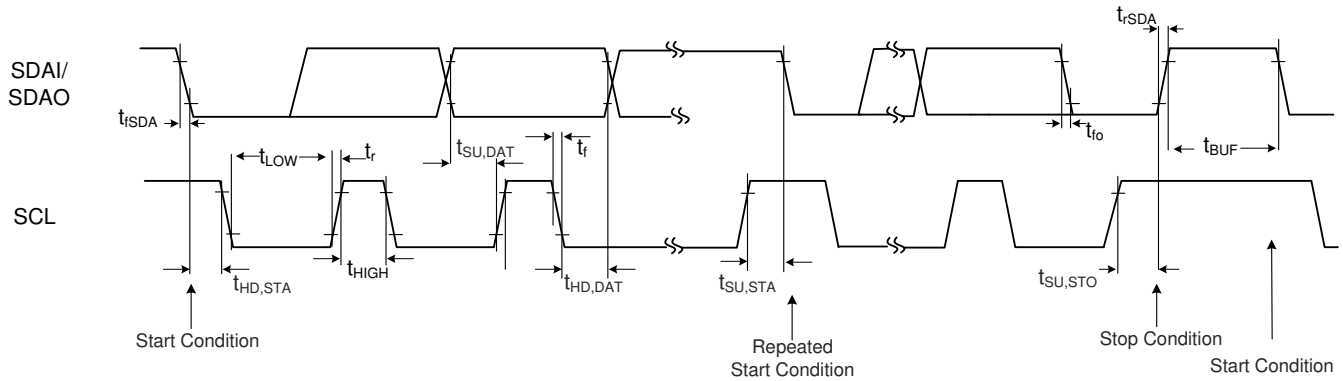 t_rSDA
SDAI/
SDAO
t_fSDA
t_LOW
t_r
t_SU,DAT
t_f
t_fo
t_BUF
SCL
t_HD,STA
t_HIGH
t_HD,DAT
t_SU,STA
t_SU,STO
Start Condition
Repeated
Start Condition
Stop Condition
Start Condition